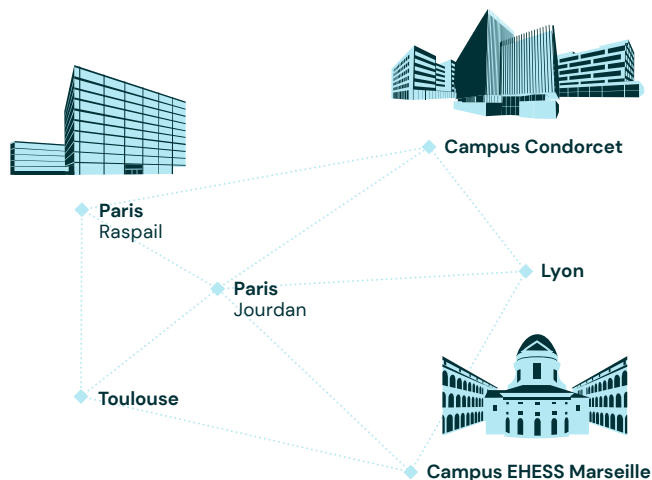 Campus Condorcet
Paris
Raspail
Lyon
Paris
Jourdan
Toulouse
Campus EHESS Marseille